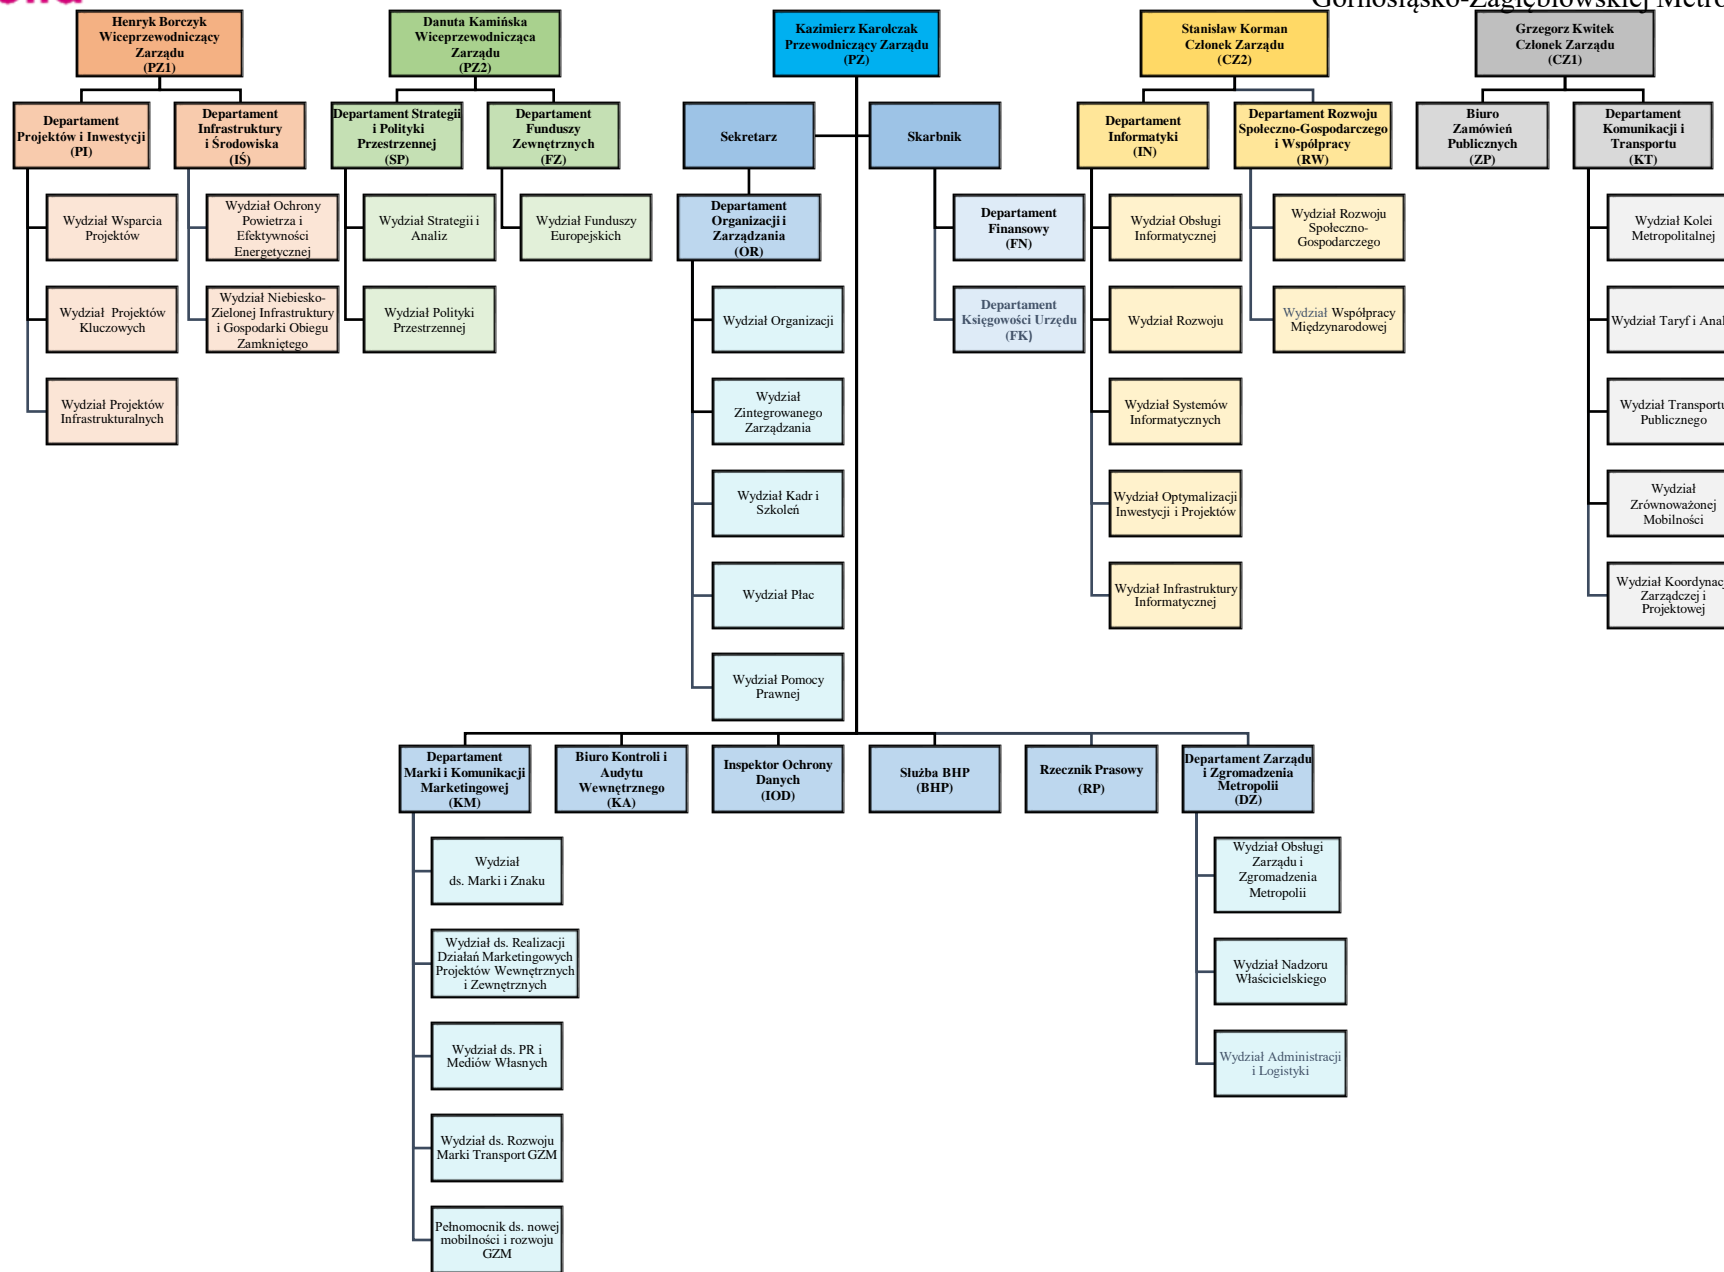 Górnośląsko-Zagłębiowskiej Metro
Henryk Borczyk
Wiceprzewodniczący
Zarządu
(PZ1)
Danuta Kamińska
Wiceprzewodnicząca
Zarządu
(PZ2)
Kazimierz Karolczak
Przewodniczący Zarządu
(PZ)
Stanisław Korman
Członek Zarządu
(CZ2)
Grzegorz Kwitek
Członek Zarządu
(CZ1)
Departament
Projektów i Inwestycji
(PI)
Departament
Infrastruktury
i Środowiska
(IŚ)
Departament Strategii
i Polityki
Przestrzennej
(SP)
Departament
Funduszy
Zewnętrznych
(FZ)
Sekretarz
Skarbnik
Departament
Informatyki
(IN)
Departament Rozwoju
Społeczno-Gospodarczego
i Współpracy
(RW)
Biuro
Zamówień
Publicznych
(ZP)
Departament
Komunikacji i
Transportu
(KT)
Wydział Wsparcia
Projektów
Wydział Ochrony
Powietrza i
Efektywności
Energetycznej
Wydział Strategii i
Analiz
Wydział Funduszy
Europejskich
Departament
Organizacji i
Zarządzania
(OR)
Departament
Finansowy
(FN)
Wydział Obsługi
Informatycznej
Wydział Rozwoju
Społeczno-
Gospodarczego
Wydział Kolei
Metropolitalnej
Wydział Projektów
Kluczowych
Wydział Niebiesko-
Zielonej Infrastruktury
i Gospodarki Obiegu
Zamkniętego
Wydział Polityki
Przestrzennej
Wydział Organizacji
Departament
Księgowości Urzędu
(FK)
Wydział Rozwoju
Wydział Współpracy
Międzynarodowej
Wydział Taryf i Anal
Wydział Projektów
Infrastrukturalnych
Wydział
Zintegrowanego
Zarządzania
Wydział Systemów
Informatycznych
Wydział Transportu
Publicznego
Wydział Kadr i
Szkoleń
Wydział Optymalizacji
Inwestycji i Projektów
Wydział
Zrównoważonej
Mobilności
Wydział Płac
Wydział Infrastruktury
Informatycznej
Wydział Koordynac
Zarządczej i
Projektowej
Wydział Pomocy
Prawnej
Departament
Marki i Komunikacji
Marketingowej
(KM)
Biuro Kontroli i
Audytu
Wewnętrznego
(KA)
Inspektor Ochrony
Danych
(IOD)
Służba BHP
(BHP)
Rzecznik Prasowy
(RP)
Departament Zarządu
i Zgromadzenia
Metropolii
(DZ)
Wydział
ds. Marki i Znaku
Wydział Obsługi
Zarządu i
Zgromadzenia
Metropolii
Wydział ds. Realizacji
Działań Marketingowych
Projektów Wewnętrznych
i Zewnętrznych
Wydział Nadzoru
Właścicielskiego
Wydział ds. PR i
Mediów Własnych
Wydział Administracji
i Logistyki
Wydział ds. Rozwoju
Marki Transport GZM
Pełnomocnik ds. nowej
mobilności i rozwoju
GZM